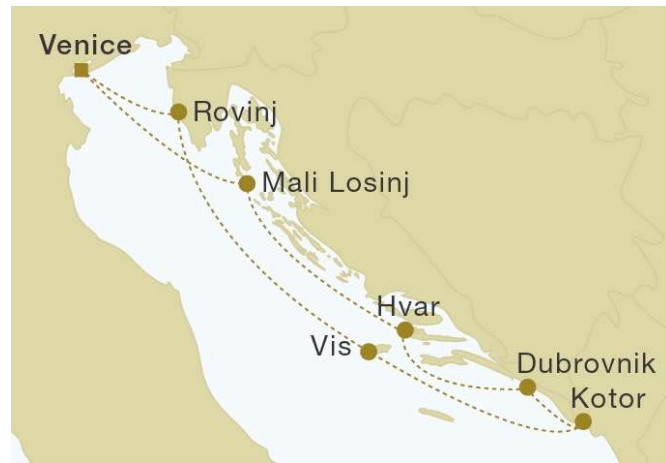 Venice
Rovinj
Mali Losinj
Hvar
Vis
Dubrovnik
Kotor